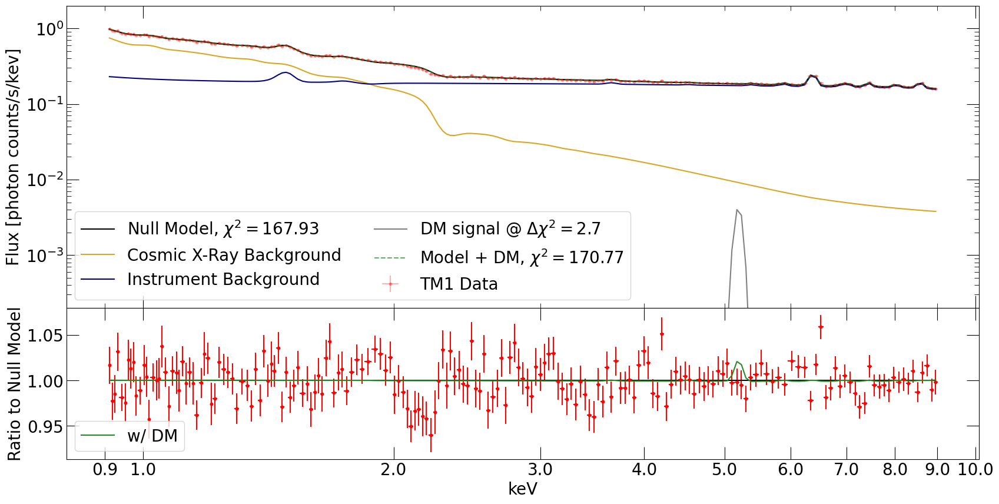 Flux [photon counts/s/kev]
10⁰
10⁻¹
10⁻²
10⁻³
Null Model, χ² = 167.93
Cosmic X-Ray Background
Instrument Background
DM signal @ Δχ² = 2.7
Model + DM, χ² = 170.77
TM1 Data
Ratio to Null Model
1.05
1.00
0.95
w/ DM
0.9 1.0 2.0 3.0 4.0 5.0 6.0 7.0 8.0 9.0 10.0
keV